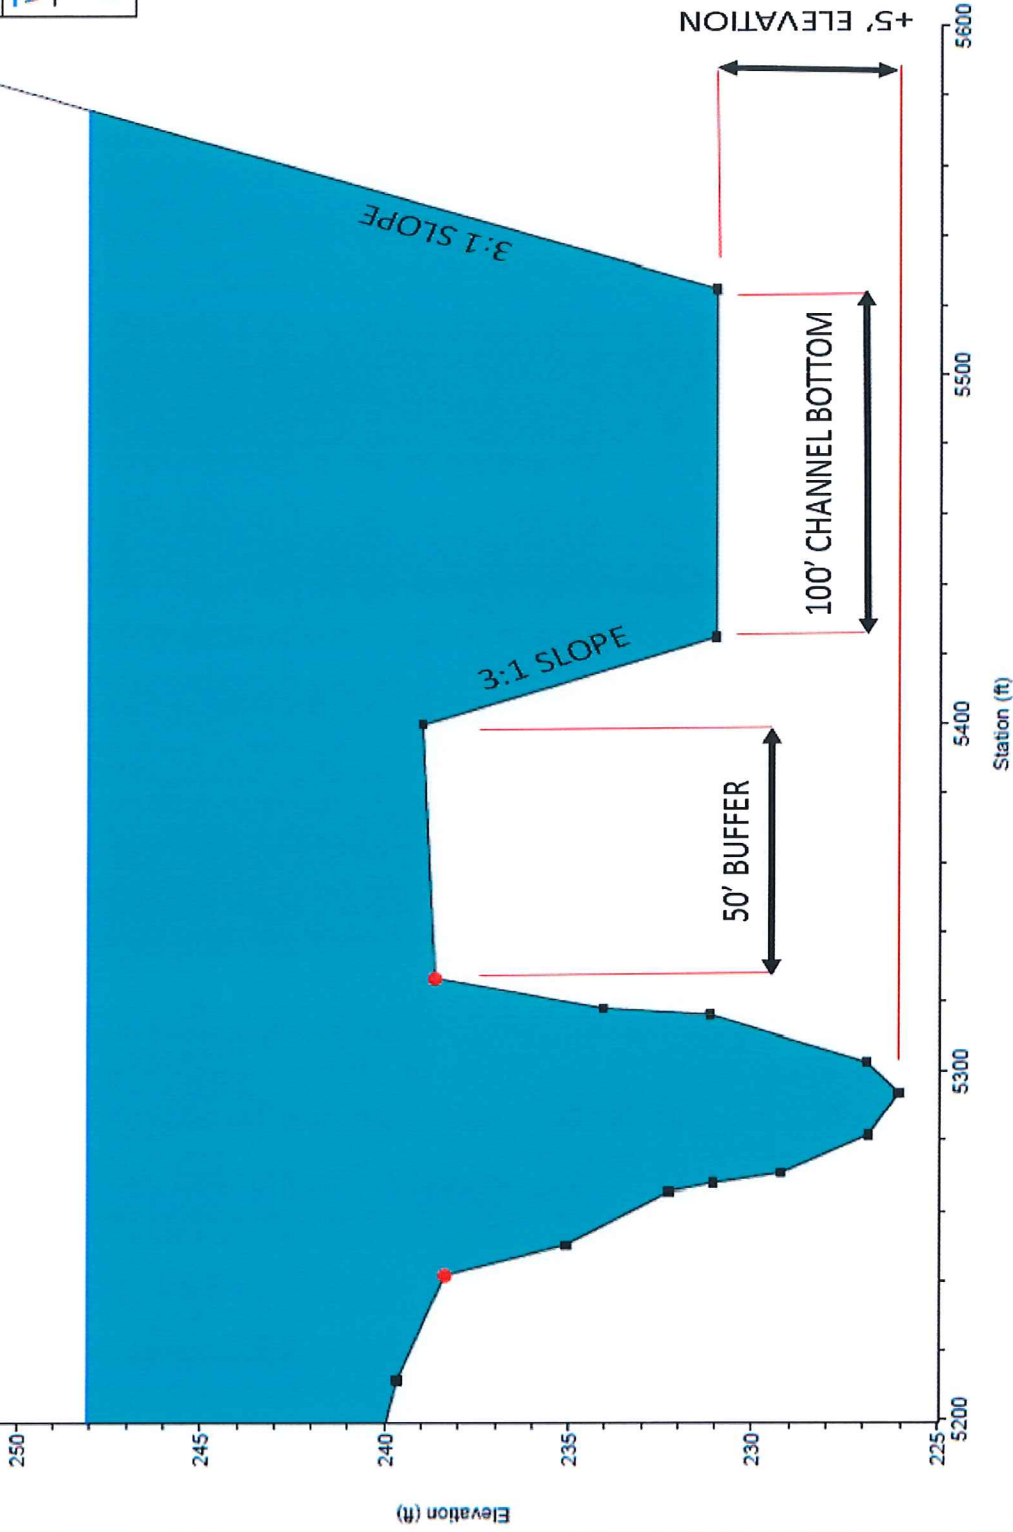 +5' ELEVATION
3:1 SLOPE
3:1 SLOPE
100' CHANNEL BOTTOM
50' BUFFER
250
245
240
235
230
225
Elevation (ft)
5200
5300
5400
5500
5600
Station (ft)